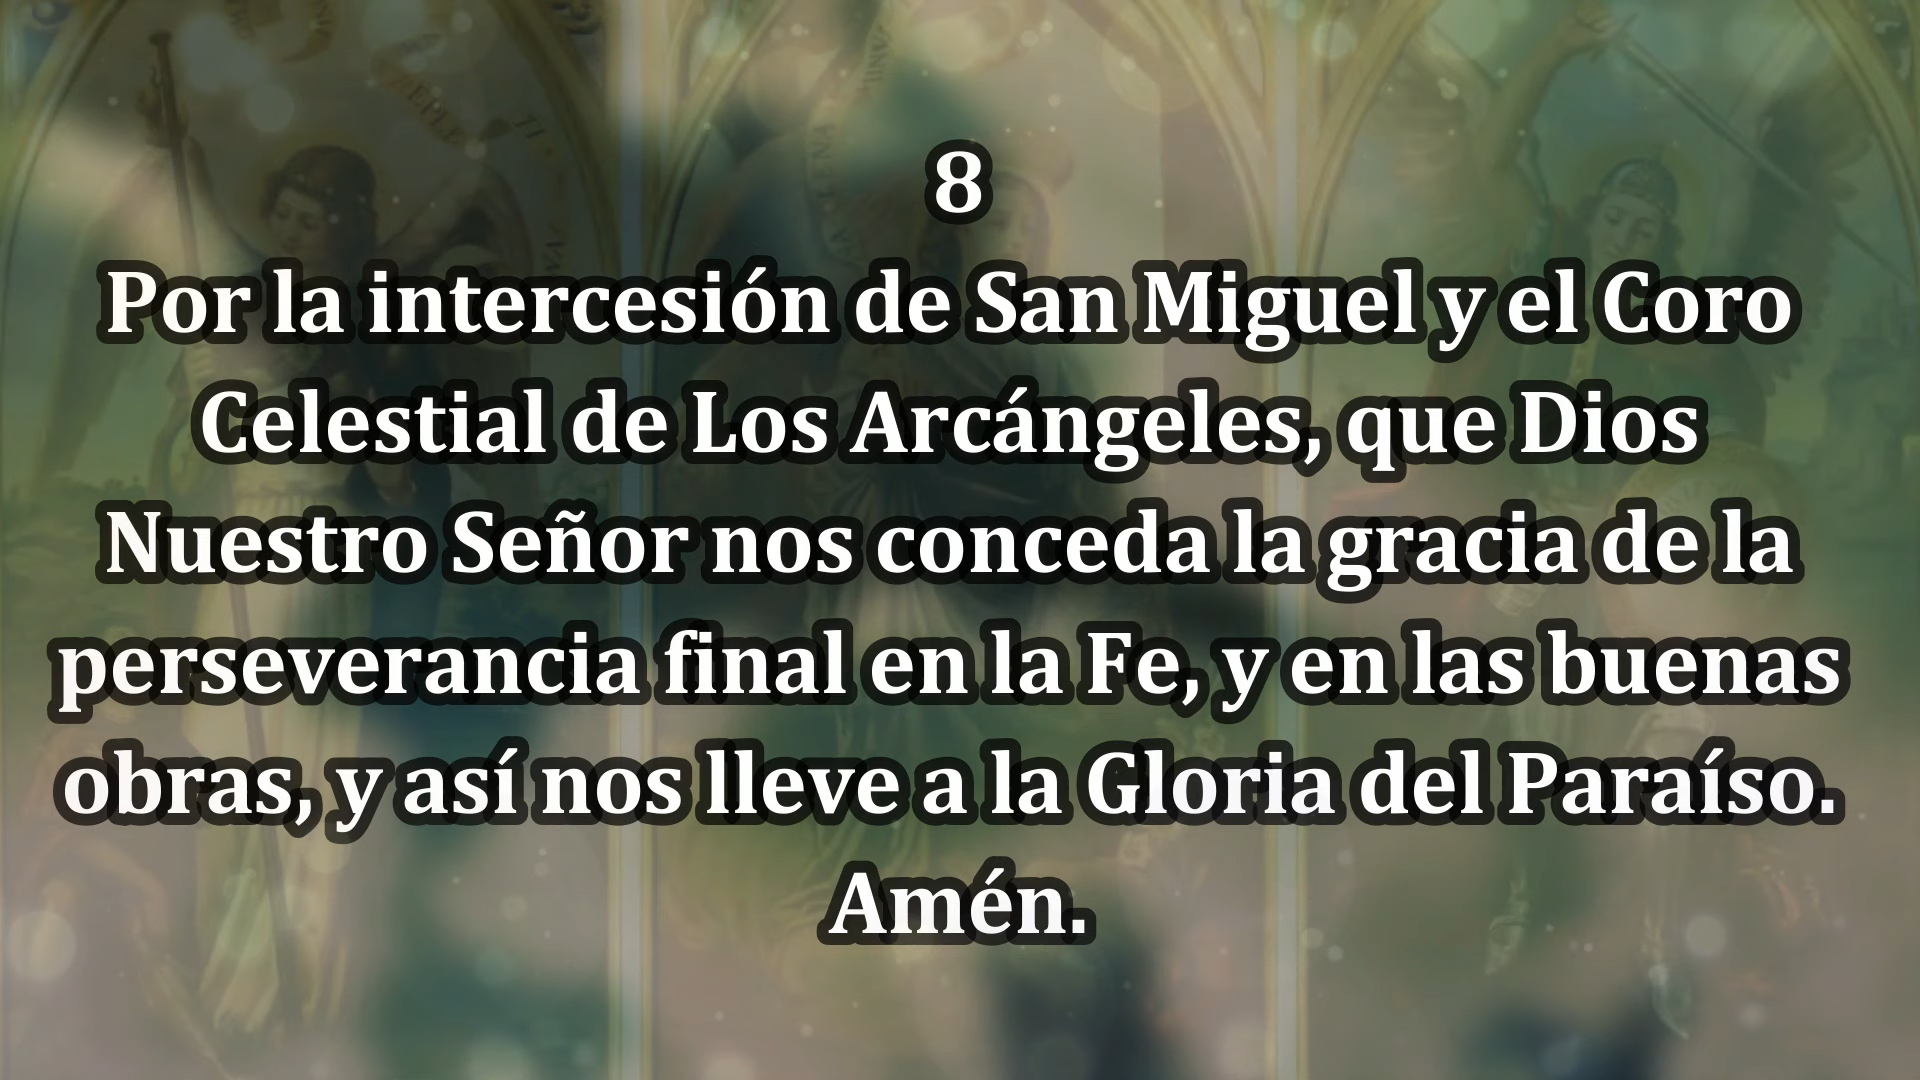 8
Por la intercesión de San Miguel y el Coro
Celestial de Los Arcángeles, que Dios
Nuestro Señor nos conceda la gracia de la
perseverancia final en la Fe, y en las buenas
obras, y así nos lleve a la Gloria del Paraíso.
Amén.